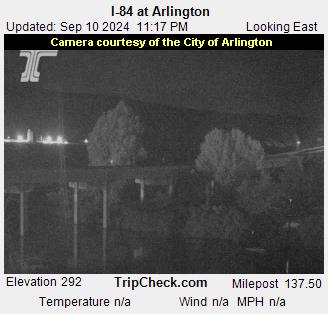 I-84 at Arlington
Updated: Sep 10 2024 11:17 PM Looking East
Camera courtesy of the City of Arlington
Elevation 292 TripCheck.com Milepost 137.50
Temperature n/a Wind n/a MPH n/a